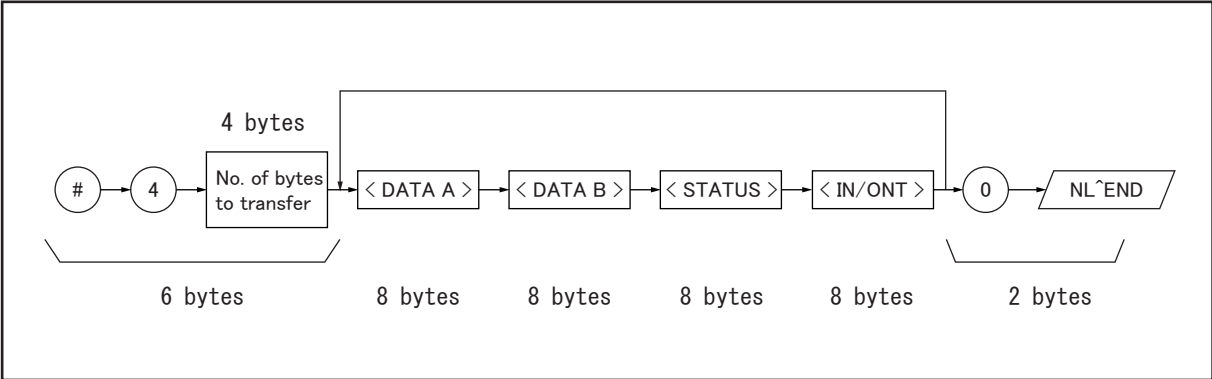 4 bytes
# 4 No. of bytes to transfer < DATA A > < DATA B > < STATUS > < IN/ONT > 0 NL^END
6 bytes 8 bytes 8 bytes 8 bytes 8 bytes 2 bytes